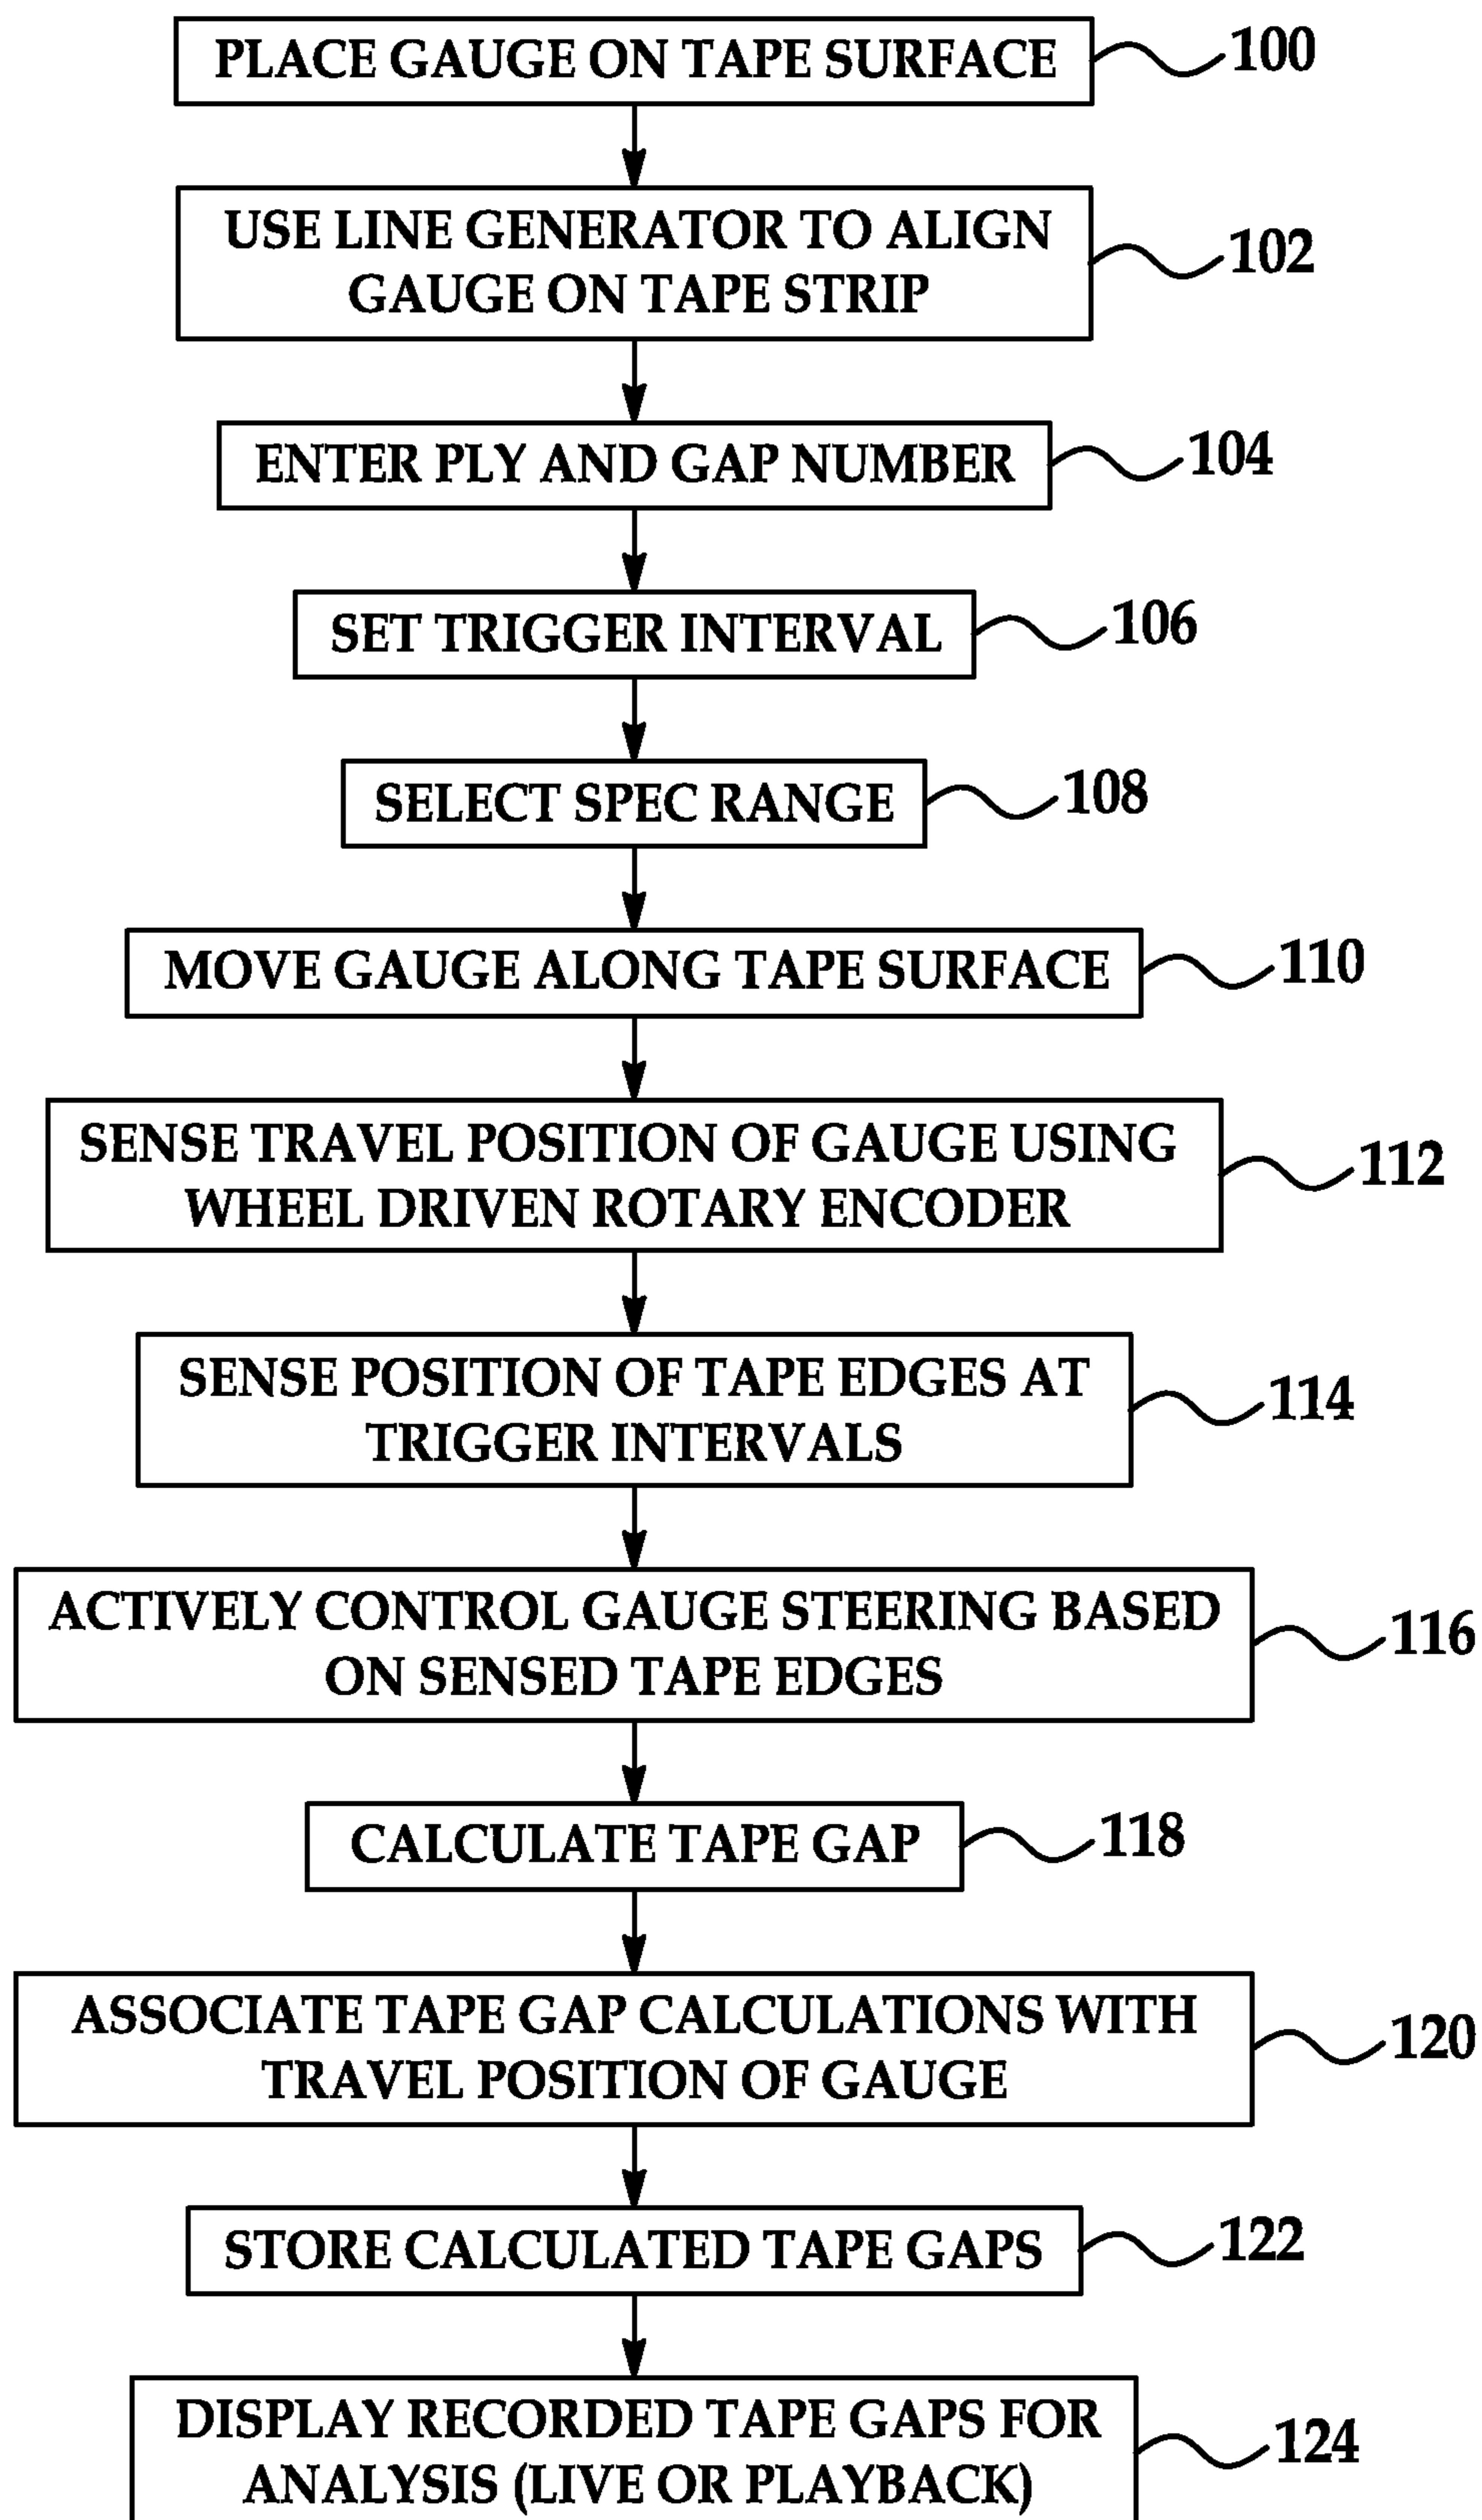 PLACE GAUGE ON TAPE SURFACE
100
USE LINE GENERATOR TO ALIGN
GAUGE ON TAPE STRIP
102
ENTER PLY AND GAP NUMBER
104
SET TRIGGER INTERVAL
106
SELECT SPEC RANGE
108
MOVE GAUGE ALONG TAPE SURFACE
110
SENSE TRAVEL POSITION OF GAUGE USING
WHEEL DRIVEN ROTARY ENCODER
112
SENSE POSITION OF TAPE EDGES AT
TRIGGER INTERVALS
114
ACTIVELY CONTROL GAUGE STEERING BASED
ON SENSED TAPE EDGES
116
CALCULATE TAPE GAP
118
ASSOCIATE TAPE GAP CALCULATIONS WITH
TRAVEL POSITION OF GAUGE
120
STORE CALCULATED TAPE GAPS
122
DISPLAY RECORDED TAPE GAPS FOR
ANALYSIS (LIVE OR PLAYBACK)
124